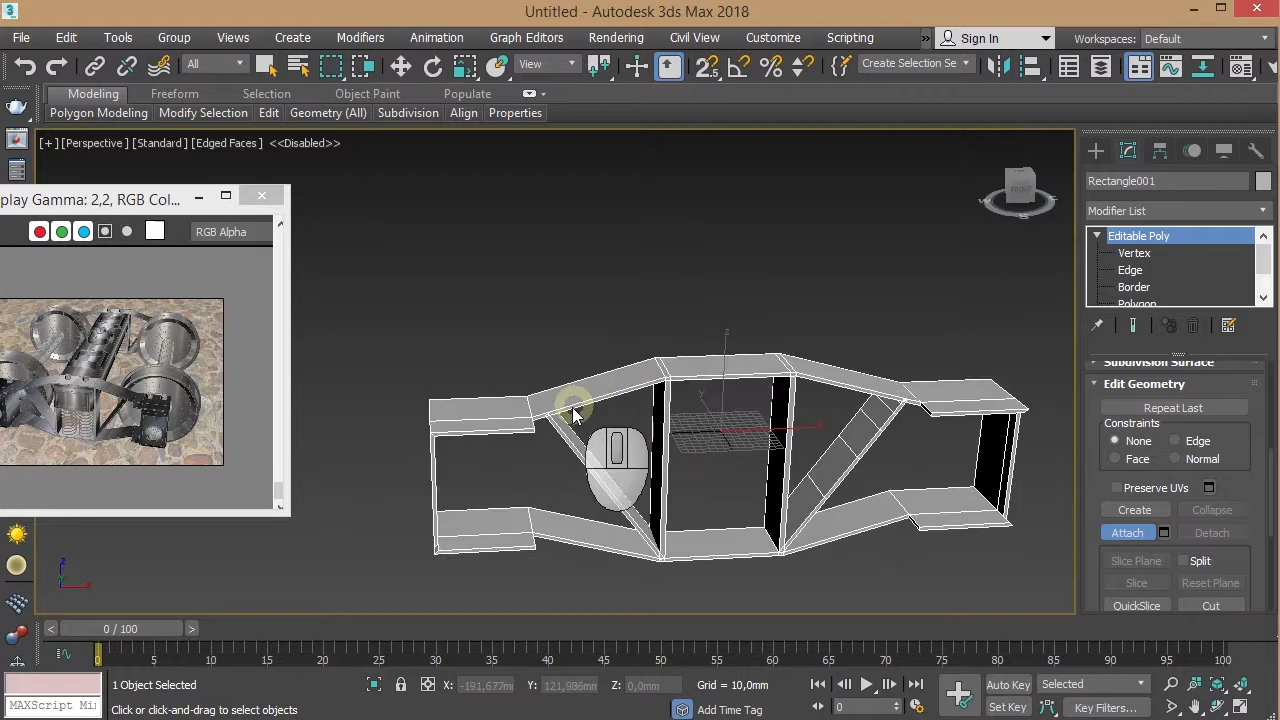 Untitled - Autodesk 3ds Max 2018
File Edit Tools Group Views Create Modifiers Animation Graph Editors Rendering Civil View Customize Scripting » Sign In Workspaces: Default
All View Create Selection Se
Modeling Freeform Selection Object Paint Populate
Polygon Modeling Modify Selection Edit Geometry (All) Subdivision Align Properties
[+] [Perspective] [Standard] [Edged Faces] <<Disabled>>
play Gamma: 2,2, RGB Col...
RGB Alpha
FRONT
Rectangle001
Modifier List
Editable Poly
Vertex
Edge
Border
Polygon
Subdivision Surface
Edit Geometry
Repeat Last
Constraints
None Edge
Face Normal
Preserve UVs
Create Collapse
Attach Detach
Slice Plane Split
Slice Reset Plane
QuickSlice Cut
z
x
z
0 / 100
0 5 10 15 20 25 30 35 40 45 50 55 60 65 70 75 80 85 90 95 100
1 Object Selected X: -191,677m Y: 121,986mm Z: 0,0mm Grid = 10,0mm Auto Key Selected
MAXScript Mi Click or click-and-drag to select objects Add Time Tag 0 Set Key Key Filters...